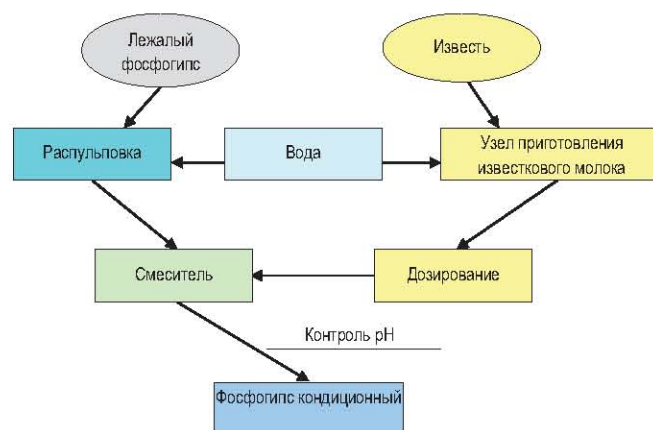 Лежалый
фосфогипс
Известь
Распульповка
Вода
Узел приготовления
известкового молока
Смеситель
Дозирование
Контроль pH
Фосфогипс кондиционный